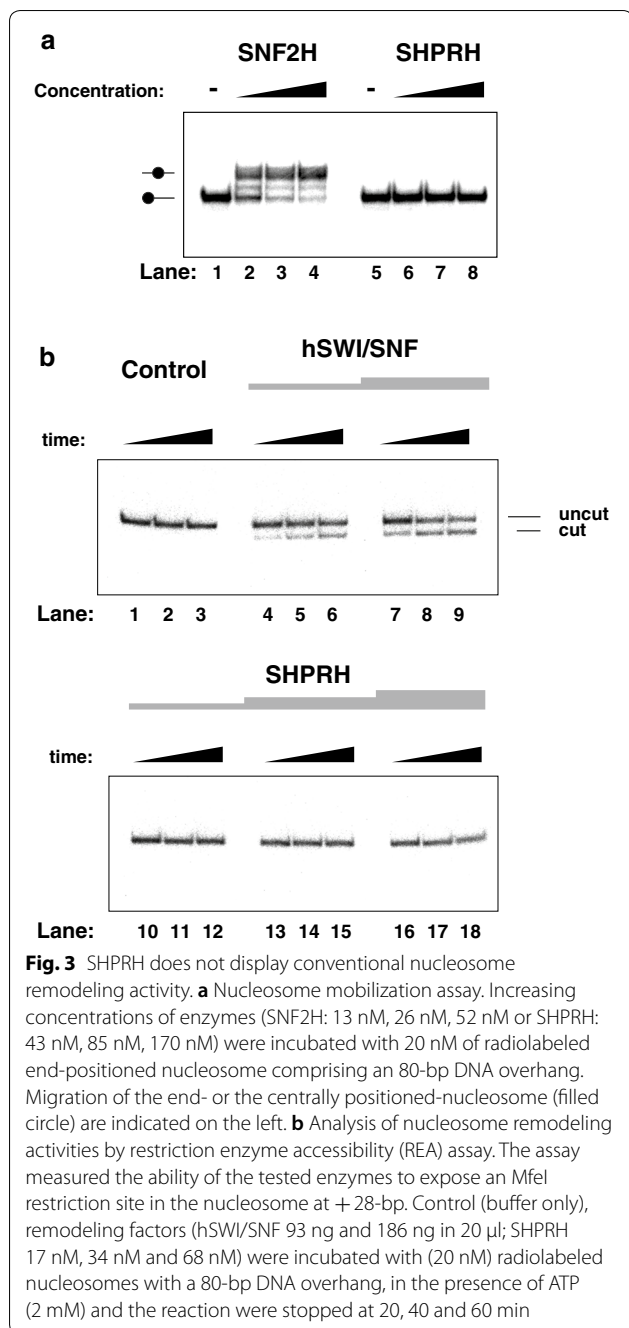 a
SNF2H SHPRH
Concentration: - -
Lane: 1 2 3 4 5 6 7 8
b
hSWI/SNF
Control
time:
uncut
cut
Lane: 1 2 3 4 5 6 7 8 9
SHPRH
time:
Lane: 10 11 12 13 14 15 16 17 18
Fig. 3 SHPRH does not display conventional nucleosome
remodeling activity. a Nucleosome mobilization assay. Increasing
concentrations of enzymes (SNF2H: 13 nM, 26 nM, 52 nM or SHPRH:
43 nM, 85 nM, 170 nM) were incubated with 20 nM of radiolabeled
end-positioned nucleosome comprising an 80-bp DNA overhang.
Migration of the end- or the centrally positioned-nucleosome (filled
circle) are indicated on the left. b Analysis of nucleosome remodeling
activities by restriction enzyme accessibility (REA) assay. The assay
measured the ability of the tested enzymes to expose an MfeI
restriction site in the nucleosome at + 28-bp. Control (buffer only),
remodeling factors (hSWI/SNF 93 ng and 186 ng in 20 μl; SHPRH
17 nM, 34 nM and 68 nM) were incubated with (20 nM) radiolabeled
nucleosomes with a 80-bp DNA overhang, in the presence of ATP
(2 mM) and the reaction were stopped at 20, 40 and 60 min